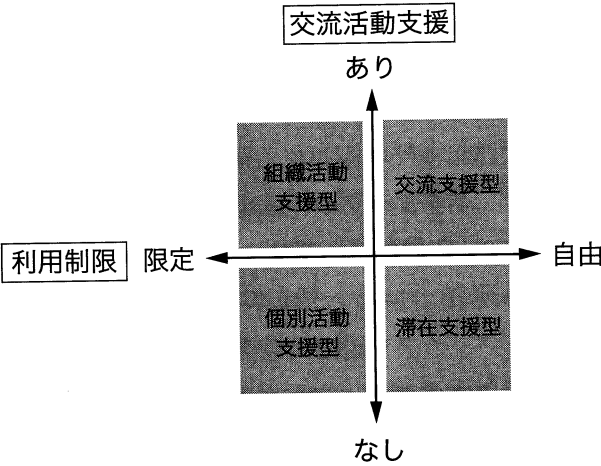 交流活動支援
あり
組織活動
支援型
交流支援型
利用制限
限定
自由
個別活動
支援型
滞在支援型
なし